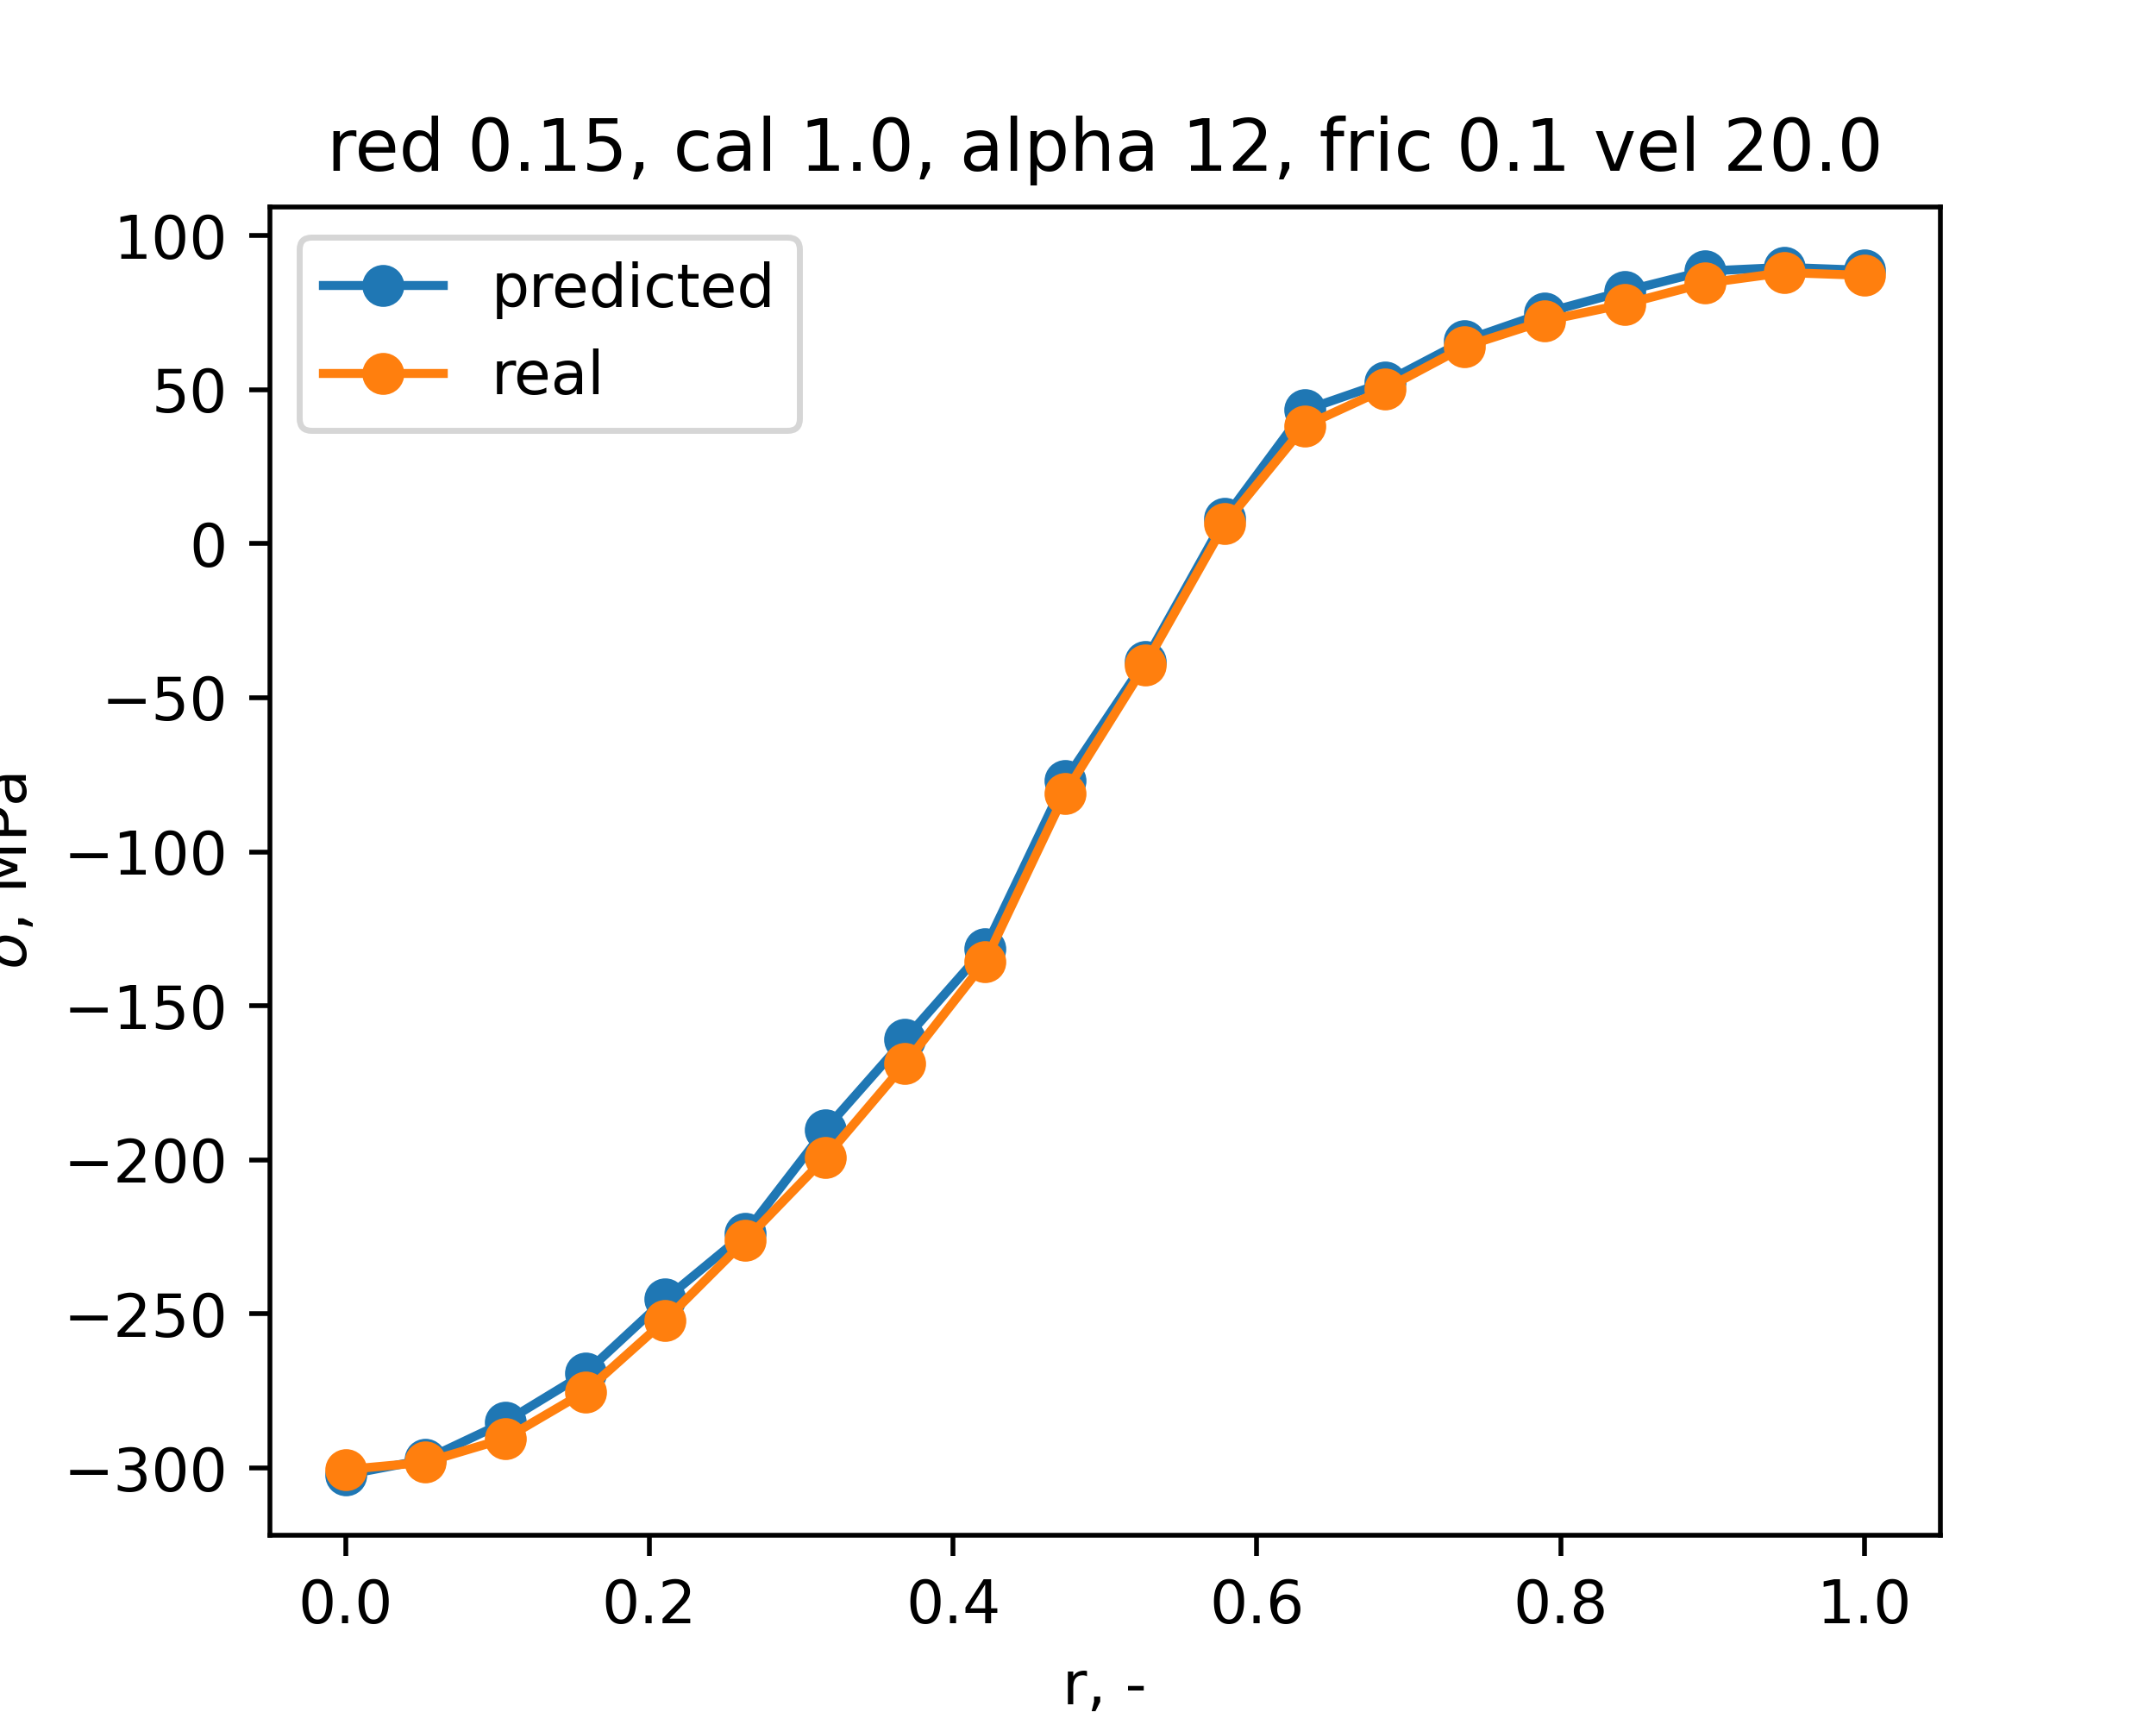 red 0.15, cal 1.0, alpha 12, fric 0.1 vel 20.0
predicted
real
100
50
0
−50
−100
−150
−200
−250
−300
, MPa
0.0 0.2 0.4 0.6 0.8 1.0
r, -